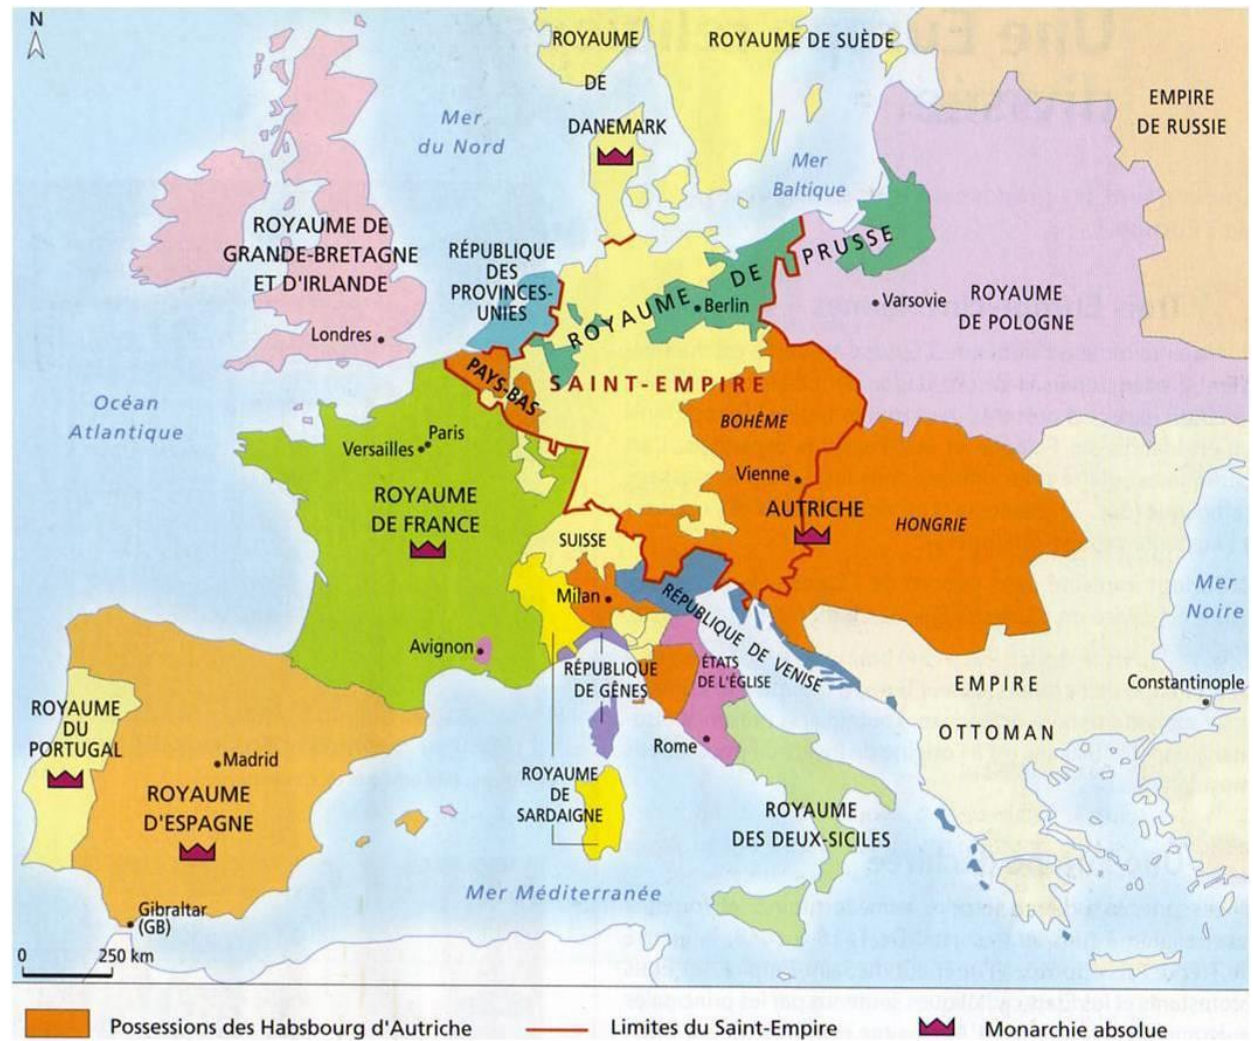 N
ROYAUME
DE
DANEMARK
ROYAUME DE SUÈDE
EMPIRE
DE RUSSIE
Mer
du Nord
Mer
Baltique
ROYAUME DE
GRANDE-BRETAGNE
ET D'IRLANDE
Londres
RÉPUBLIQUE
DES
PROVINCES-
UNIES
ROYAUME DE PRUSSE
Berlin
Varsovie
ROYAUME
DE POLOGNE
PAYS-BAS
SAINT-EMPIRE
Océan
Atlantique
Paris
Versailles
BOHÊME
Vienne
AUTRICHE
HONGRIE
ROYAUME
DE FRANCE
SUISSE
Milan
Mer
Noire
RÉPUBLIQUE DE VENISE
Avignon
RÉPUBLIQUE
DE GÊNES
ÉTATS
DE L'ÉGLISE
EMPIRE
OTTOMAN
Constantinople
ROYAUME
DU
PORTUGAL
Madrid
ROYAUME
D'ESPAGNE
Rome
ROYAUME
DE
SARDAIGNE
ROYAUME
DES DEUX-SICILES
Mer Méditerranée
Gibraltar
(GB)
0 250 km
Possessions des Habsbourg d'Autriche
Limites du Saint-Empire
Monarchie absolue